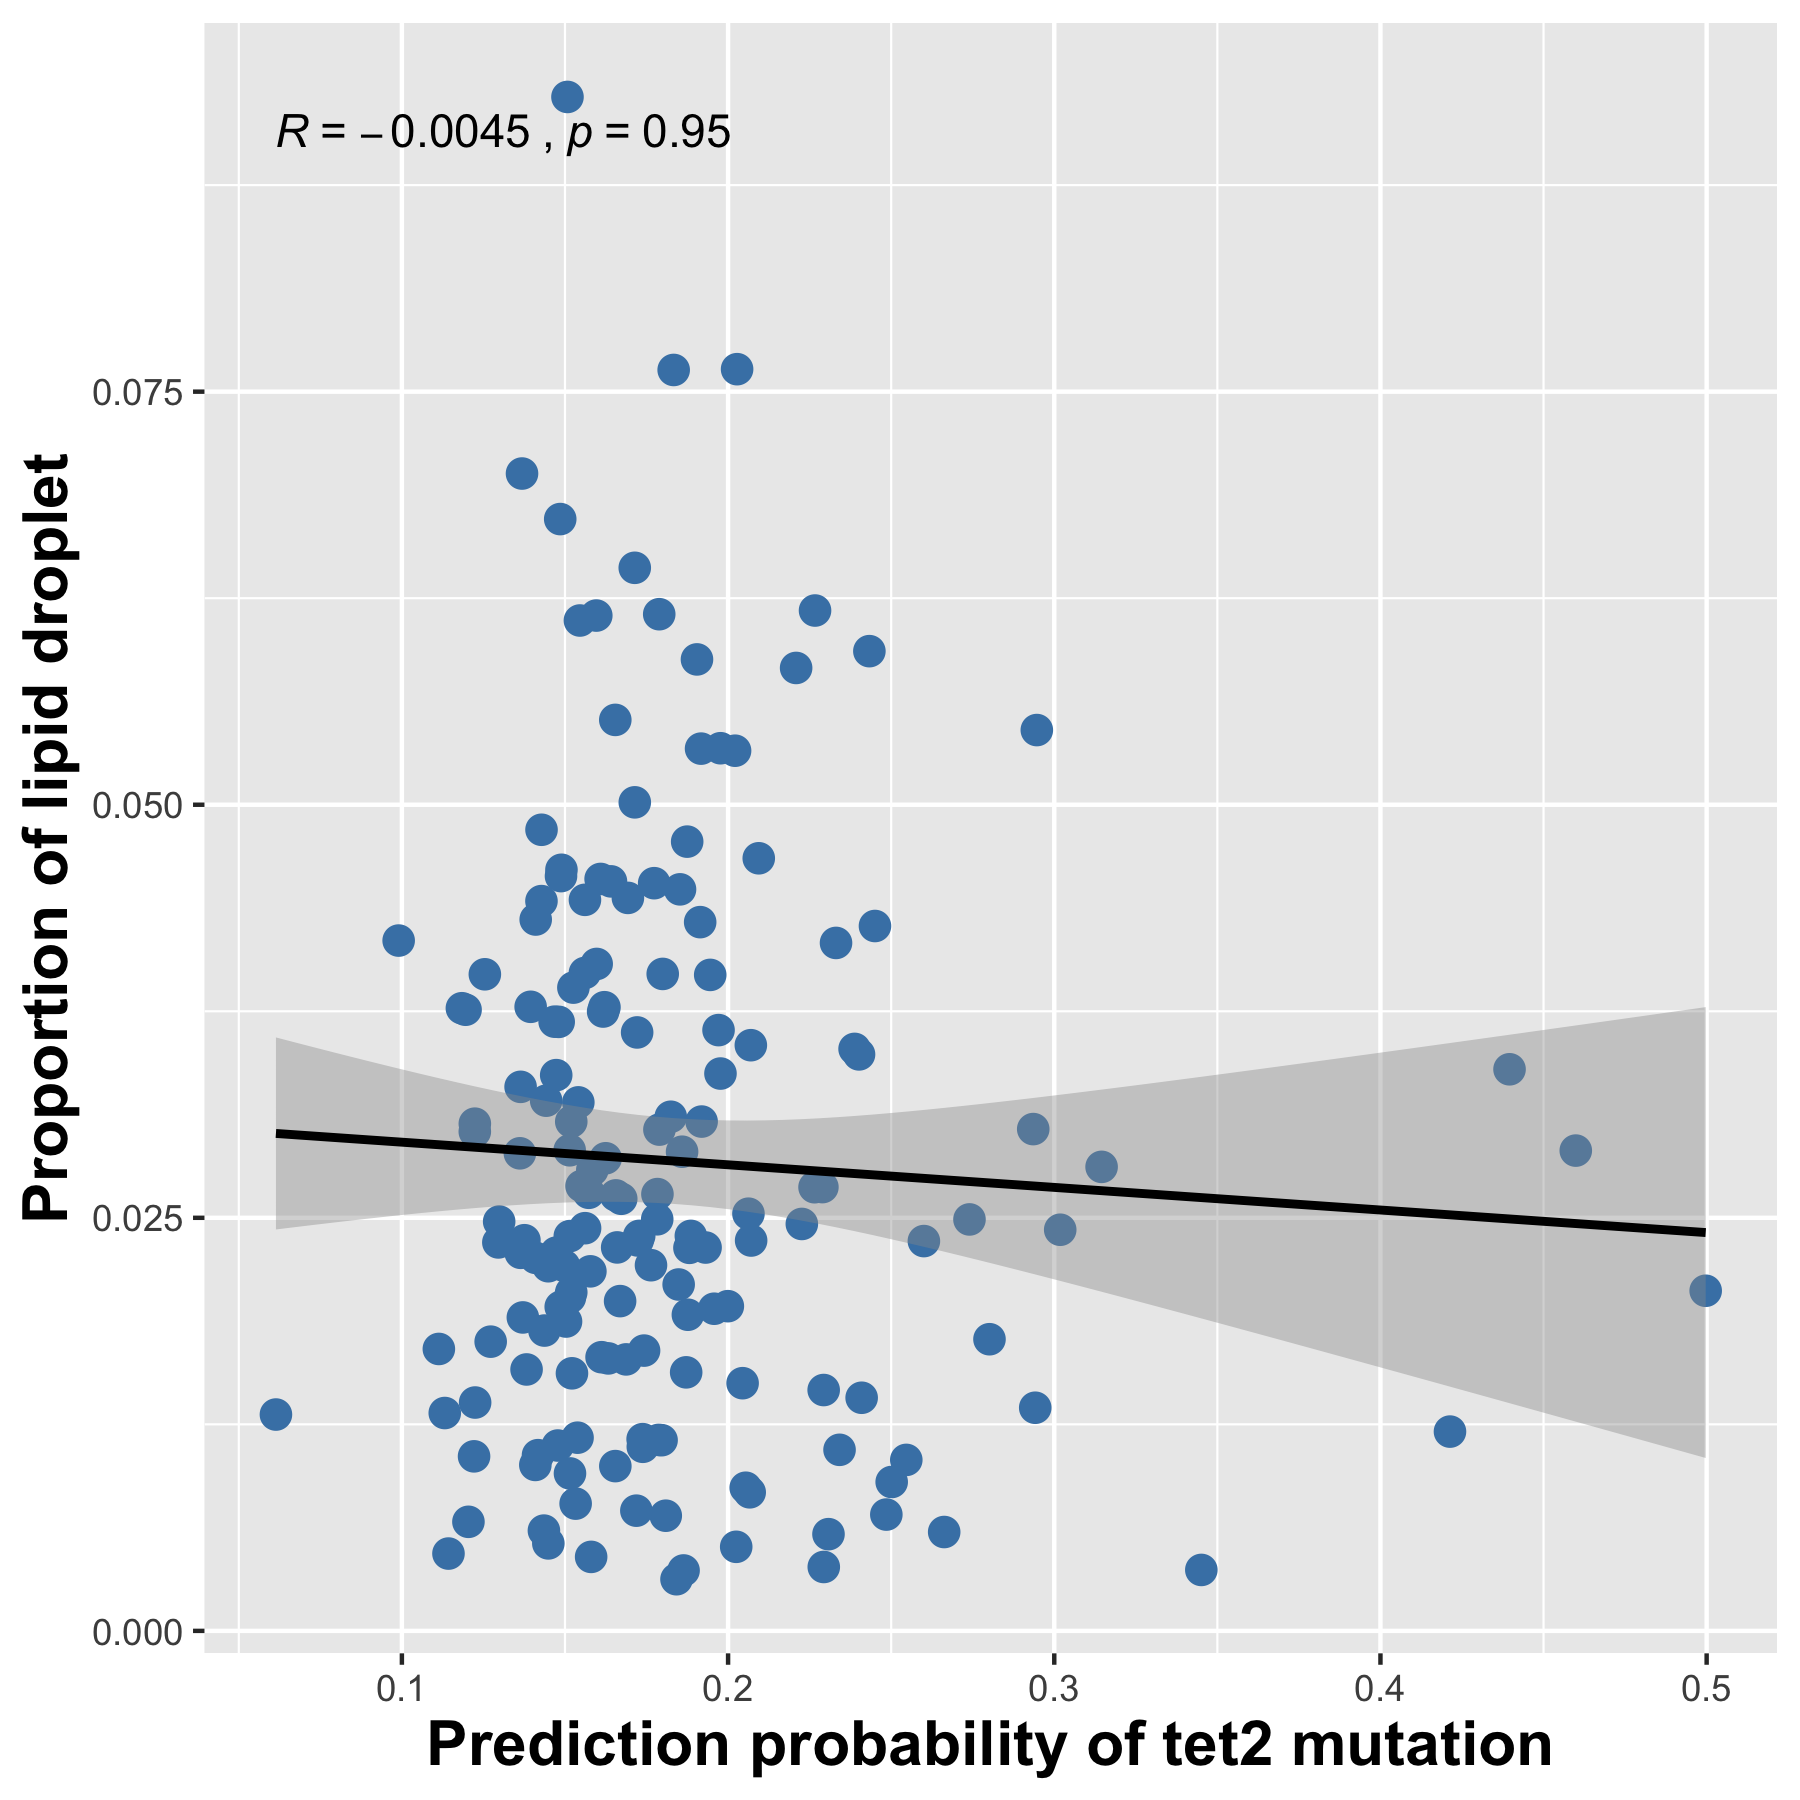 R = −0.0045 , p = 0.95
0.075
0.050
0.025
0.000
Proportion of lipid droplet
0.1 0.2 0.3 0.4 0.5
Prediction probability of tet2 mutation